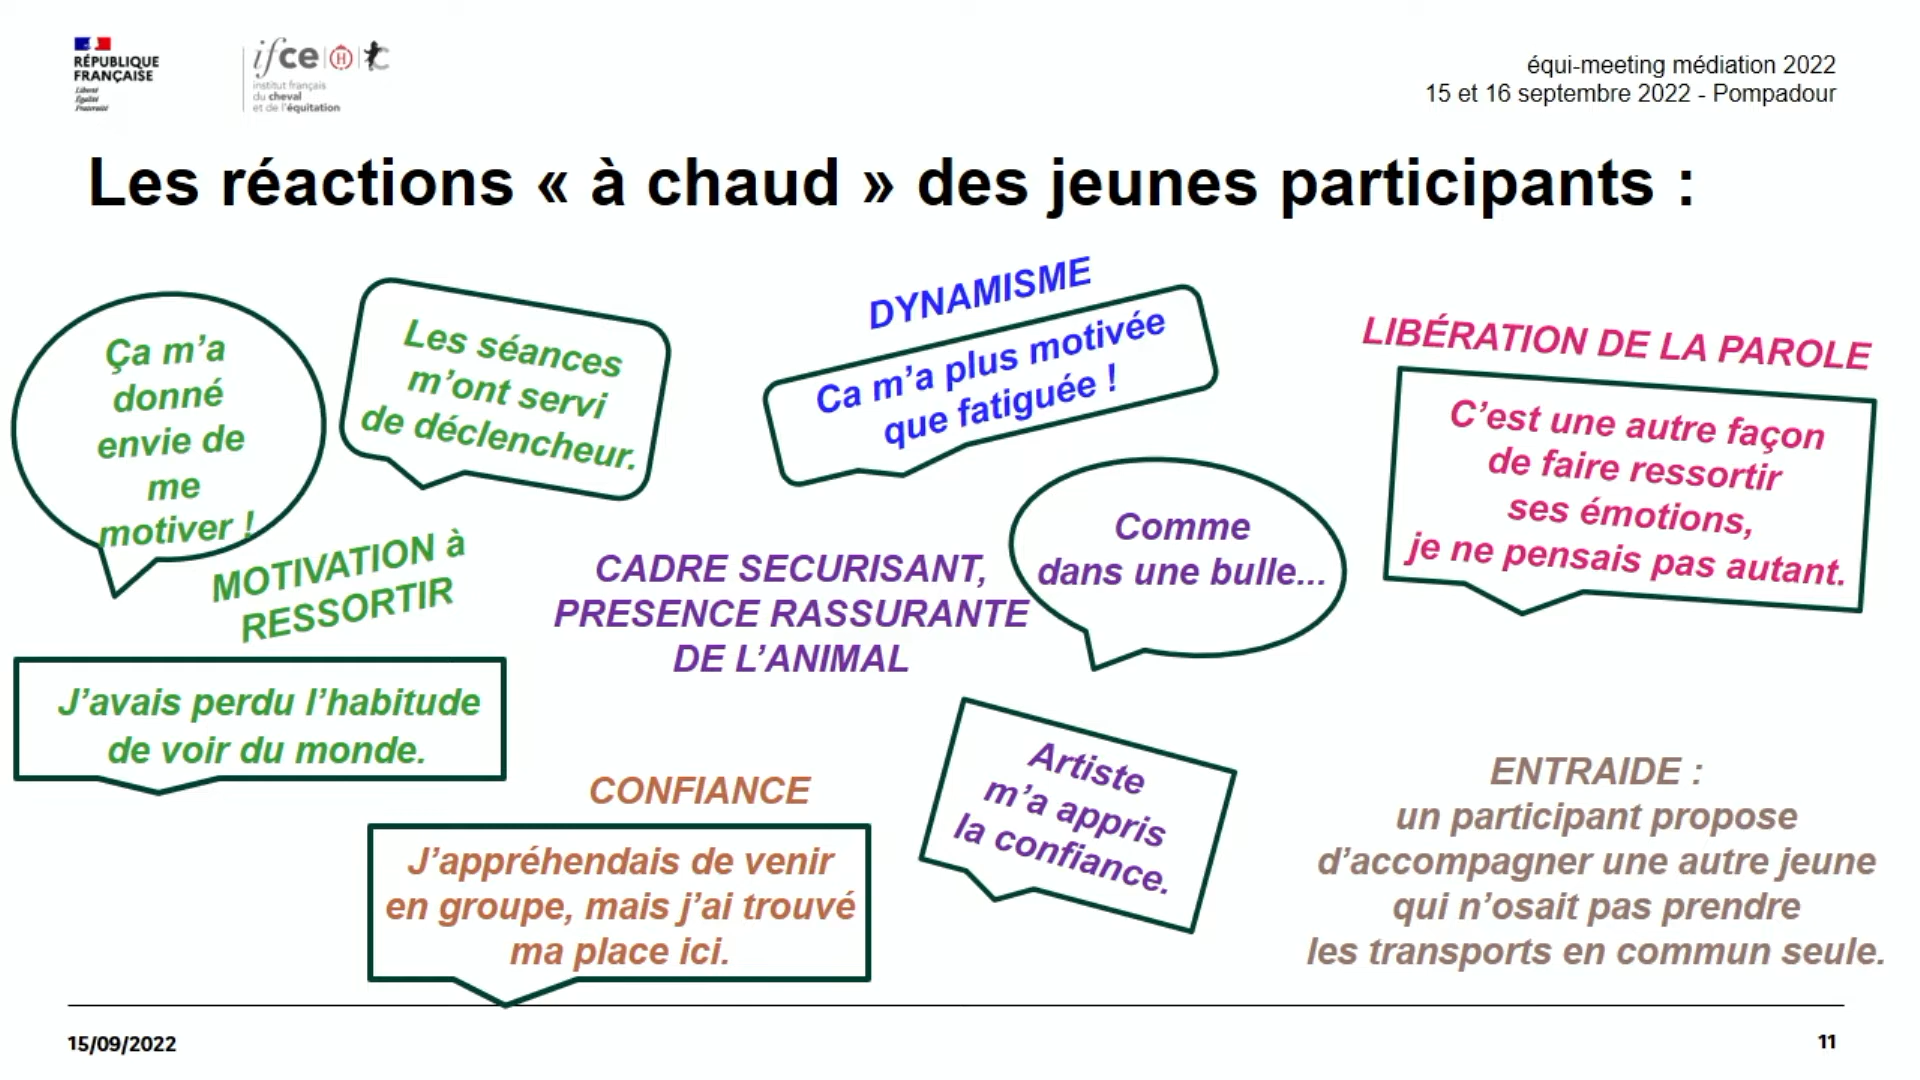 RÉPUBLIQUE
FRANÇAISE
Liberté
Égalité
Fraternité
ifce
institut français
du cheval
et de l'équitation
équi-meeting médiation 2022
15 et 16 septembre 2022 - Pompadour
Les réactions « à chaud » des jeunes participants :
Ça m'a
donné
envie de
me
motiver !
Les séances
m'ont servi
de déclencheur.
MOTIVATION à
RESSORTIR
J'avais perdu l'habitude
de voir du monde.
DYNAMISME
Ca m'a plus motivée
que fatiguée !
CADRE SECURISANT,
PRESENCE RASSURANTE
DE L'ANIMAL
Comme
dans une bulle...
Artiste
m'a appris
la confiance.
LIBÉRATION DE LA PAROLE
C'est une autre façon
de faire ressortir
ses émotions,
je ne pensais pas autant.
CONFIANCE
J'appréhendais de venir
en groupe, mais j'ai trouvé
ma place ici.
ENTRAIDE :
un participant propose
d'accompagner une autre jeune
qui n'osait pas prendre
les transports en commun seule.
15/09/2022
11